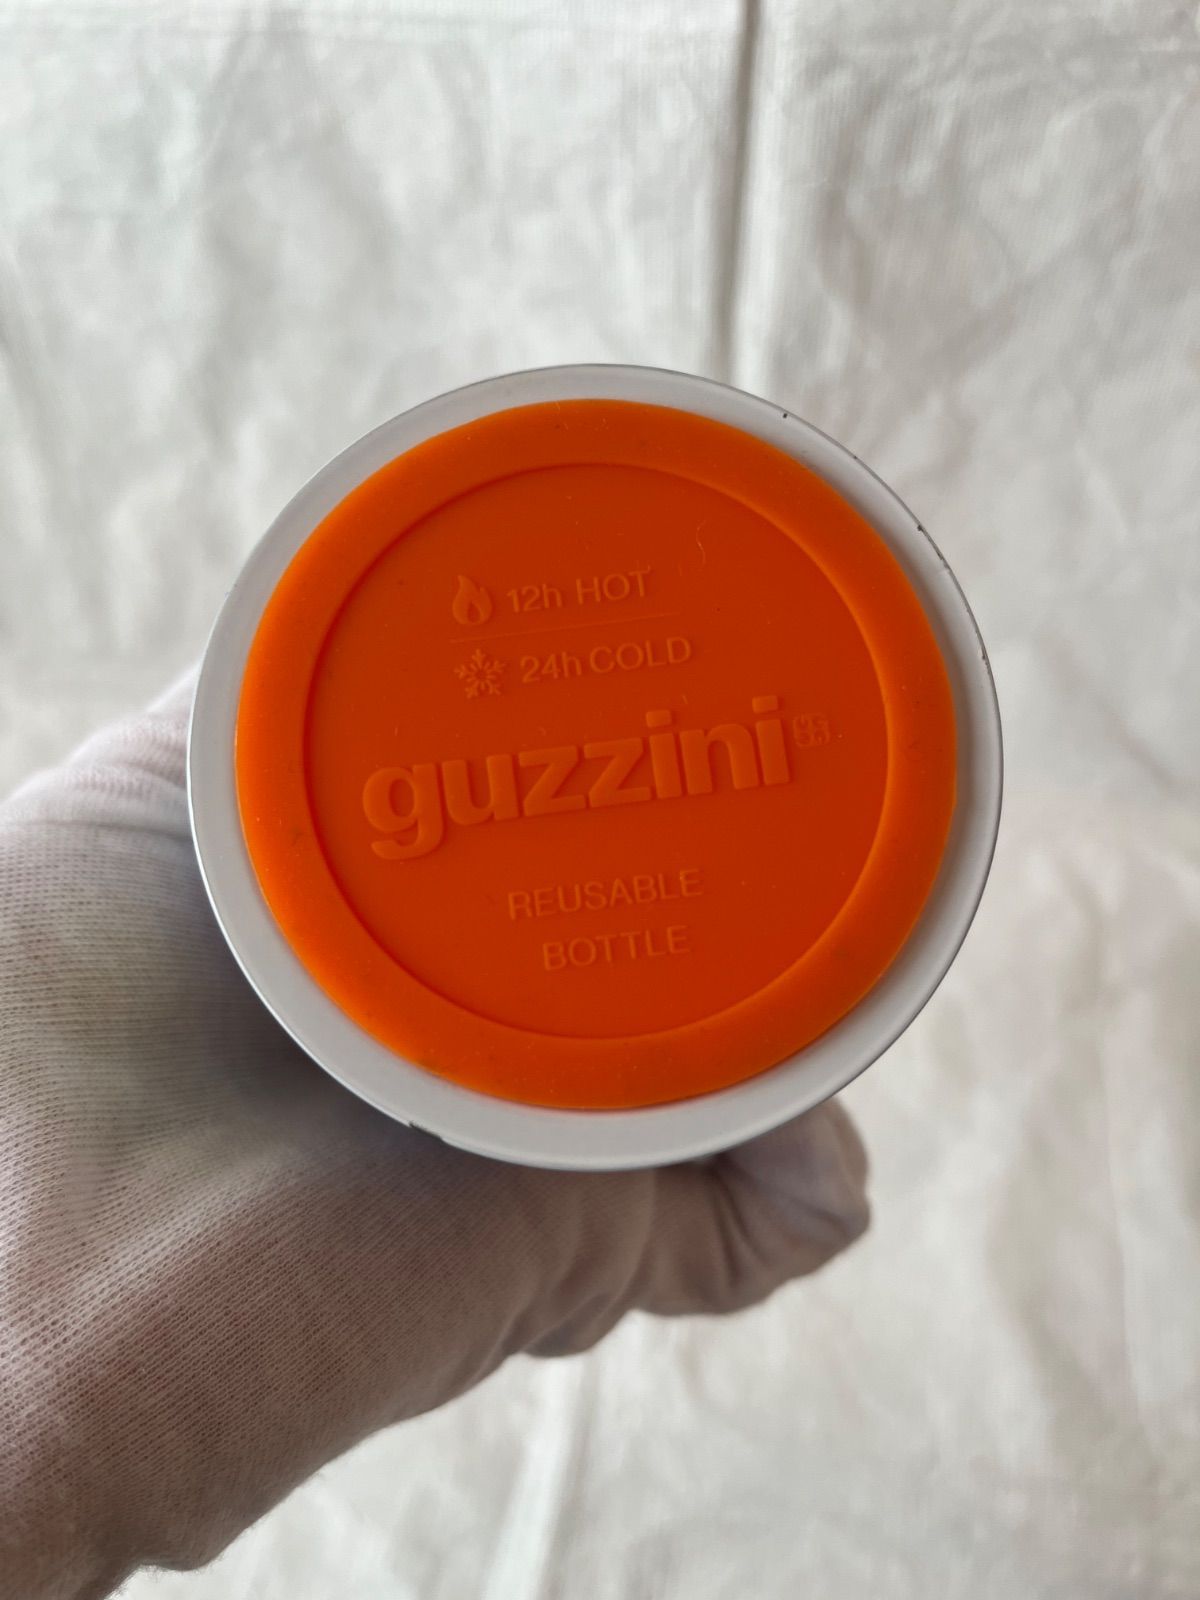 12h HOT
24h COLD
guzzini
REUSABLE
BOTTLE